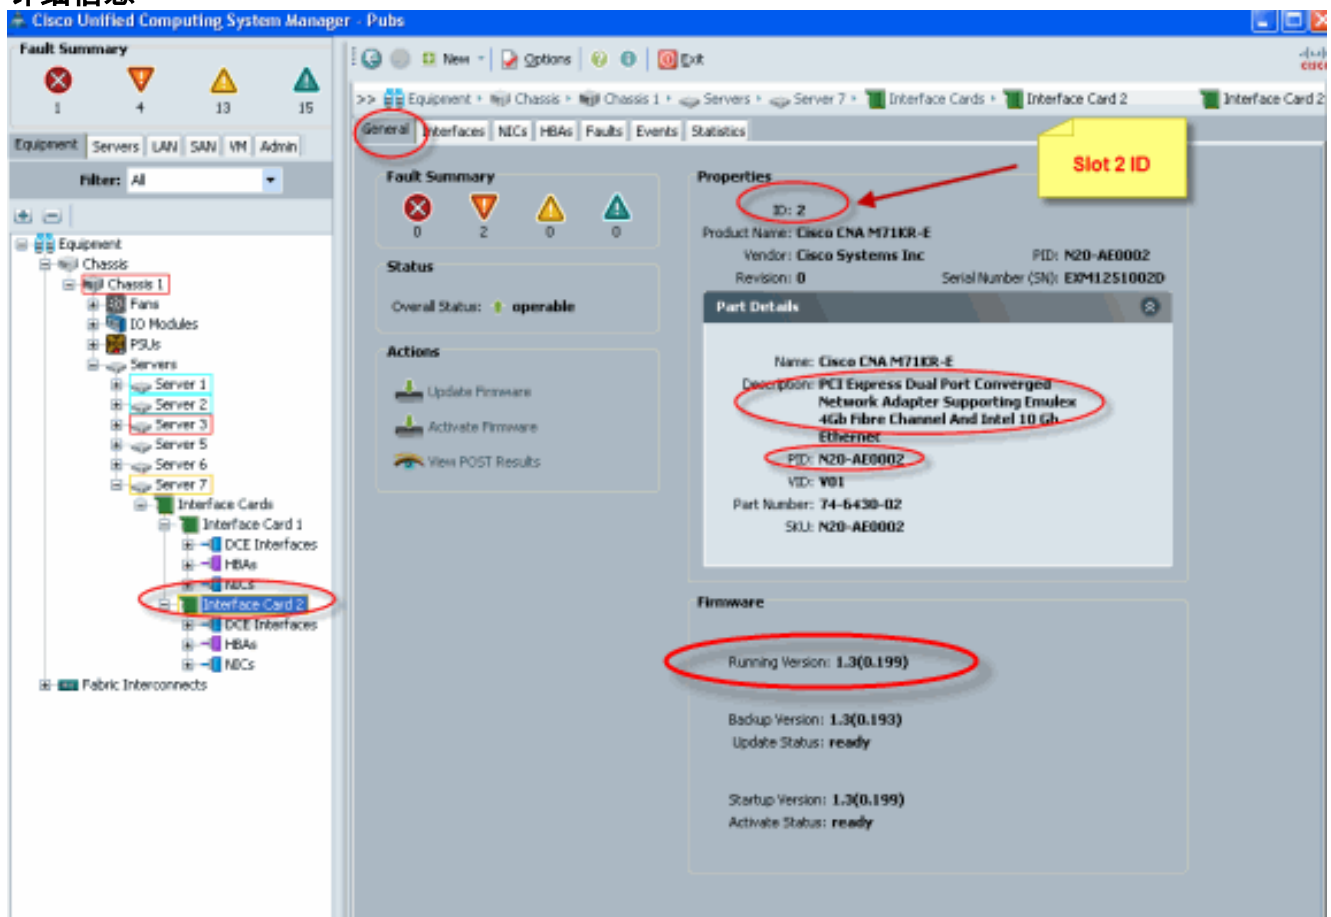 详细信息
Cisco Unified Computing System Manager - Pubs
Fault Summary
1 4 13 15
Equipment Servers LAN SAN VM Admin
Filter: All
Equipment
Chassis
Chassis 1
Fans
IO Modules
PSUs
Servers
Server 1
Server 2
Server 3
Server 5
Server 6
Server 7
Interface Cards
Interface Card 1
DCE Interfaces
HBAs
NICs
Interface Card 2
DCE Interfaces
HBAs
NICs
Fabric Interconnects
New Options Exit
cisco
>> Equipment Chassis Chassis 1 Servers Server 7 Interface Cards Interface Card 2 Interface Card 2
General Interfaces NICs HBAs Faults Events Statistics
Slot 2 ID
Fault Summary
0 2 0 0
Status
Overall Status: operable
Actions
Update Firmware
Activate Firmware
View POST Results
Properties
ID: 2
Product Name: Cisco CNA M71KR-E
Vendor: Cisco Systems Inc PID: N20-AE0002
Revision: 0 Serial Number (SN): EXM1251002D
Part Details
Name: Cisco CNA M71KR-E
Description: PCI Express Dual Port Converged
Network Adapter Supporting Emulex
4Gb Fibre Channel And Intel 10 Gb
Ethernet
PID: N20-AE0002
VID: V01
Part Number: 74-6430-02
SKU: N20-AE0002
Firmware
Running Version: 1.3(0.199)
Backup Version: 1.3(0.193)
Update Status: ready
Startup Version: 1.3(0.199)
Activate Status: ready